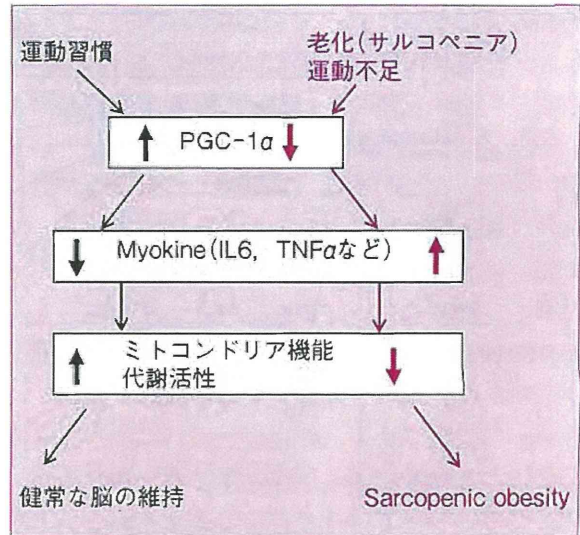 運動習慣
老化(サルコペニア)
運動不足
PGC-1α
Myokine(IL6, TNFαなど)
ミトコンドリア機能
代謝活性
健常な脳の維持
Sarcopenic obesity